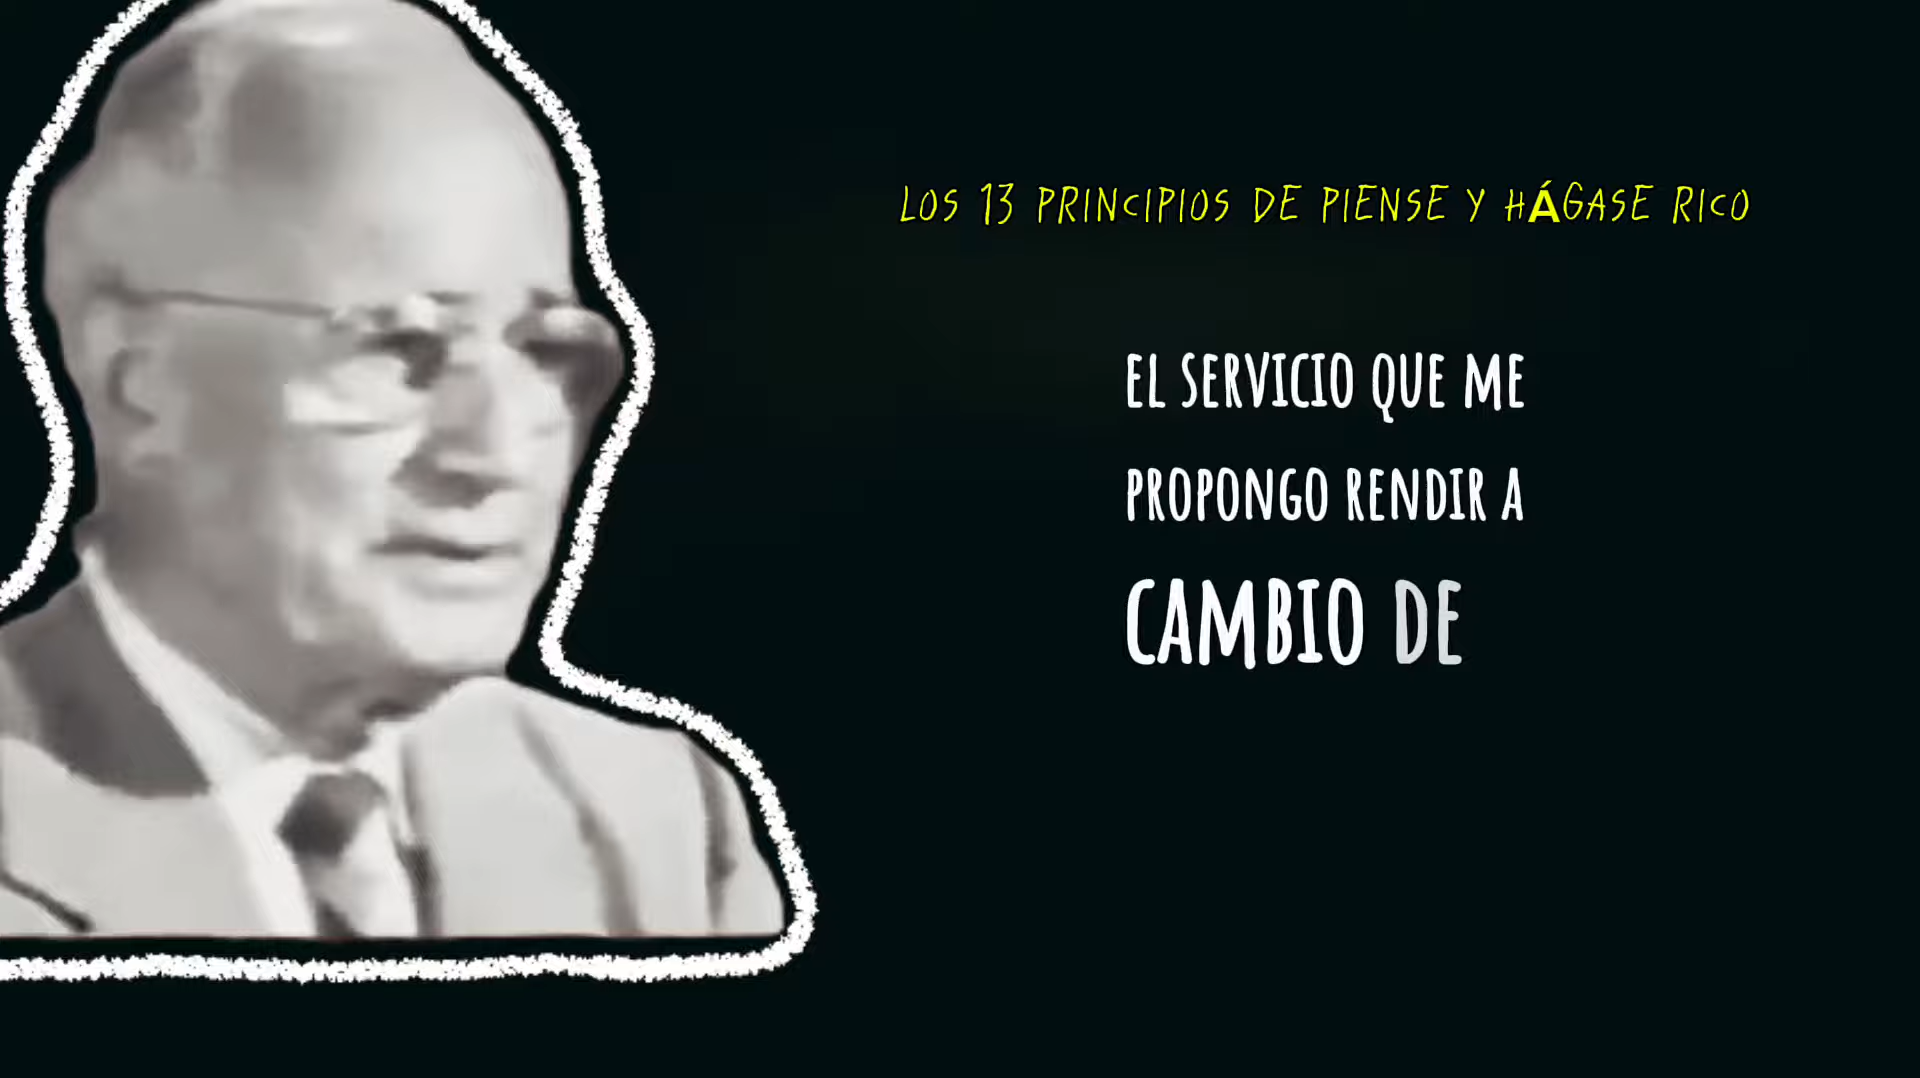 LOS 13 PRINCIPIOS DE PIENSE Y HÁGASE RICO
EL SERVICIO QUE ME
PROPONGO RENDIR A
CAMBIO DE